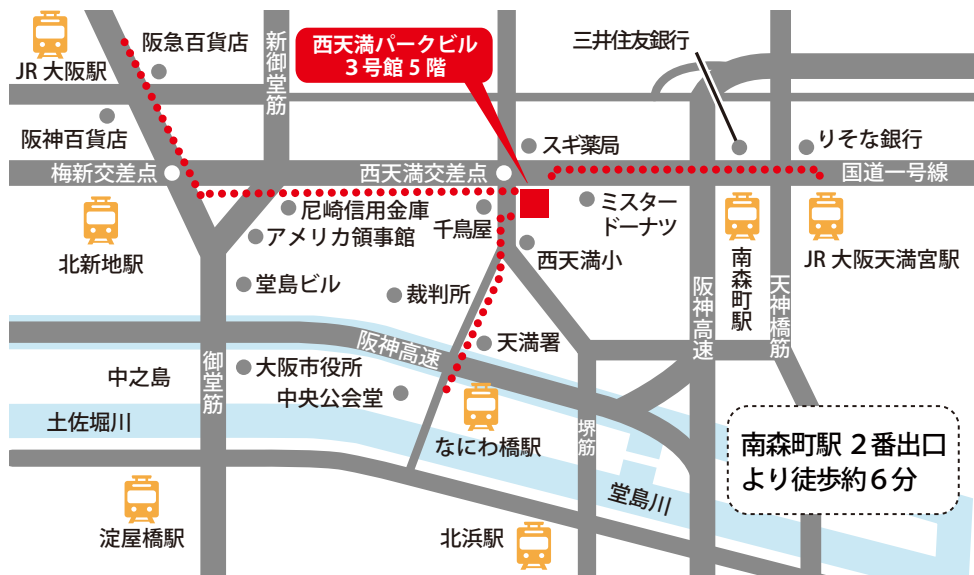 阪急百貨店
JR 大阪駅
新御堂筋
西天満パークビル
３号館５階
三井住友銀行
阪神百貨店
スギ薬局
りそな銀行
梅新交差点
西天満交差点
国道一号線
尼崎信用金庫
千鳥屋
ミスター
ドーナツ
アメリカ領事館
北新地駅
西天満小
南森町駅
JR 大阪天満宮駅
堂島ビル
裁判所
阪神高速
天神橋筋
阪神高速
天満署
御堂筋
中之島
大阪市役所
中央公会堂
土佐堀川
なにわ橋駅
堺筋
南森町駅 ２番出口
より徒歩約６分
堂島川
淀屋橋駅
北浜駅